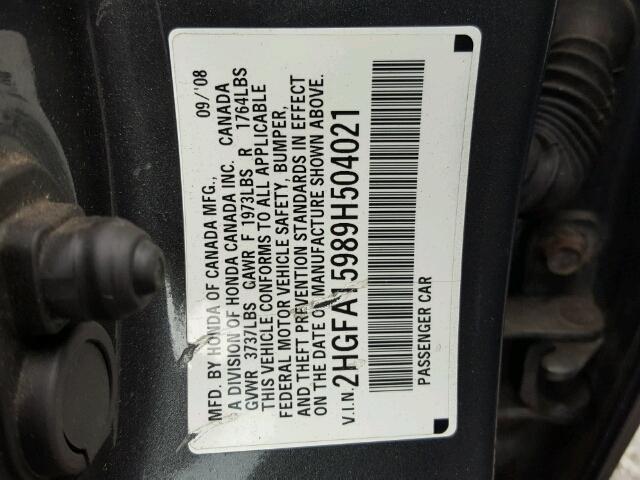 MFD. BY HONDA OF CANADA MFG., 09/'08
A DIVISION OF HONDA CANADA INC. CANADA
GVWR 3737LBS GAWR F 1973LBS R 1764LBS
THIS VEHICLE CONFORMS TO ALL APPLICABLE
FEDERAL MOTOR VEHICLE SAFETY, BUMPER,
AND THEFT PREVENTION STANDARDS IN EFFECT
ON THE DATE OF MANUFACTURE SHOWN ABOVE.
V.I.N. 2HGFA15989H504021
PASSENGER CAR